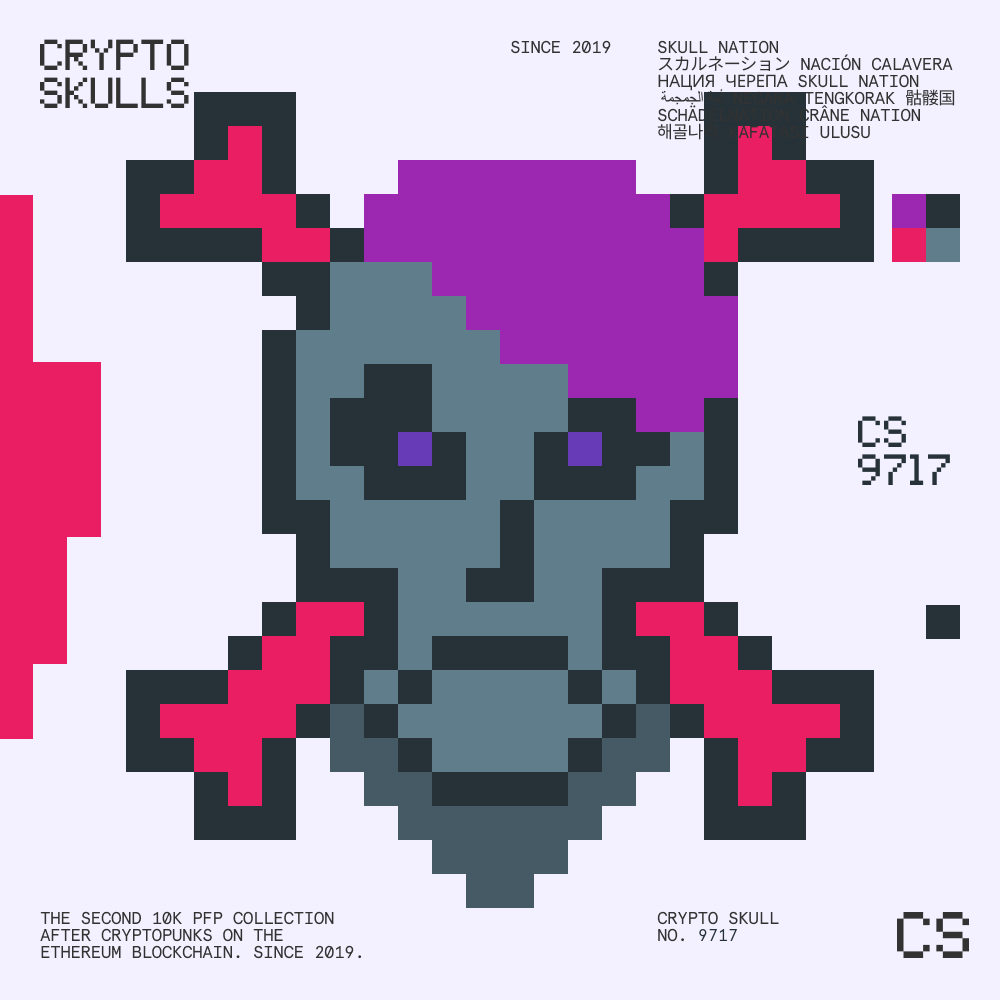 CRYPTO
SKULLS
SINCE 2019
SKULL NATION
スカルネーション NACIÓN CALAVERA
НАЦИЯ ЧЕРЕПА SKULL NATION
TENGKORAK 骷髅国
CRÂNE NATION
ULUSU
CS
9717
THE SECOND 10K PFP COLLECTION
AFTER CRYPTOPUNKS ON THE
ETHEREUM BLOCKCHAIN. SINCE 2019.
CRYPTO SKULL
NO. 9717
CS